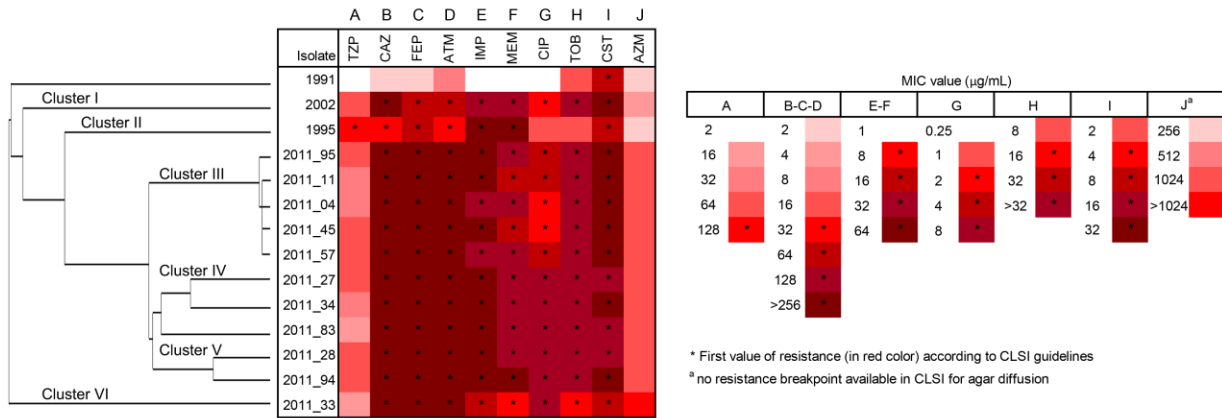 A B C D E F G H I J
Isolate TZP CAZ FEP ATM IMP MEM CIP TOB CST AZM
1991 *
Cluster I
2002 * * * * * * * *
Cluster II
1995 * * * * * * *
2011_95 * * * * * * * *
Cluster III
2011_11 * * * * * * * *
2011_04 * * * * * * * *
2011_45 * * * * * * * *
2011_57 * * * * * * * *
Cluster IV
2011_27 * * * * * * * *
2011_34 * * * * * * * *
2011_83 * * * * * * * *
Cluster V
2011_28 * * * * * * * *
2011_94 * * * * * * * *
Cluster VI
2011_33 * * * * * * * *
MIC value (µg/mL)
A B-C-D E-F G H I Jª
2 2 1 0.25 8 2 256
16 4 8 * 1 16 * 4 * 512
32 8 16 * 2 * 32 * 8 * 1024
64 16 32 * 4 * >32 * 16 * >1024
128 * 32 * 64 * 8 * 32 *
64 *
128 *
>256 *
* First value of resistance (in red color) according to CLSI guidelines
ª no resistance breakpoint available in CLSI for agar diffusion